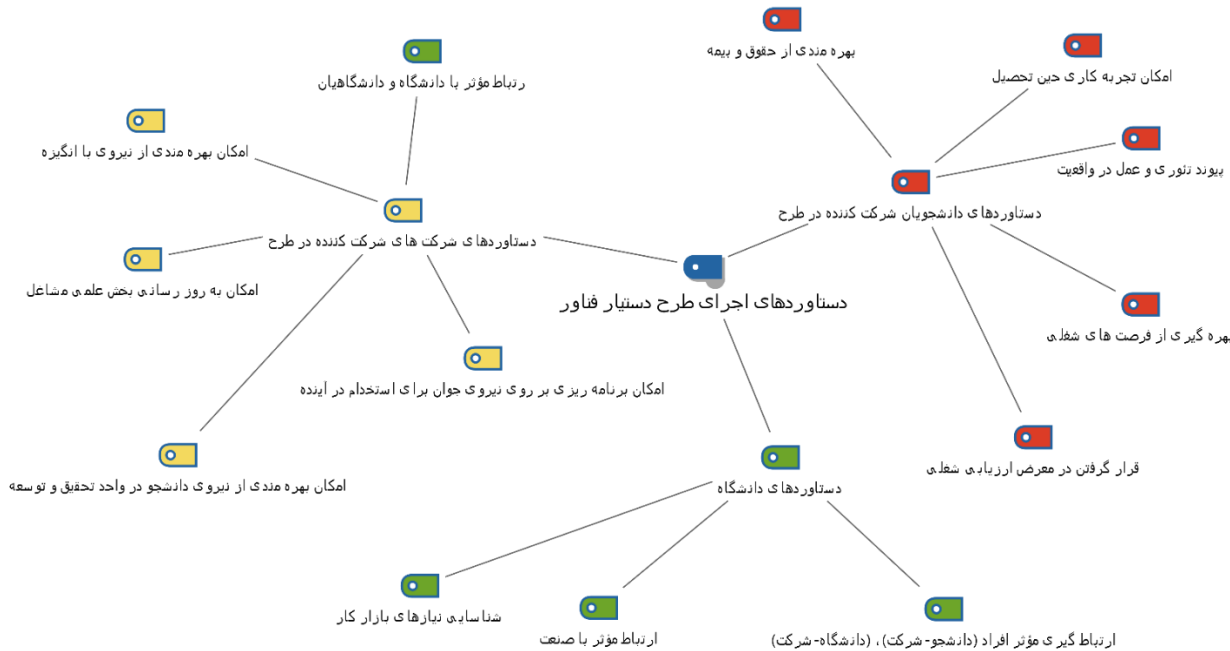 بهره مندی از حقوق و بیمه
امکان تجربه کاری حین تحصیل
رتباط مؤثر با دانشگاه و دانشگاهیان
امکان بهره مندی از نیروی با انگیزه
پیوند تئوری و عمل در واقعیت
دستاوردهای دانشجویان شرکت کننده در طرح
دستاوردهای شرکت های شرکت کننده در طرح
امکان به روز رسانی بخش علمی مشاغل
دستاوردهای اجرای طرح دستیار فناور
بهره گیری از فرصت های شغلی
امکان برنامه ریزی بر روی نیروی جوان برای استخدام در آینده
قرار گرفتن در معرض ارزیابی شغلی
امکان بهره مندی از نیروی دانشجو در واحد تحقیق و توسعه
دستاوردهای دانشگاه
شناسایی نیازهای بازار کار
ارتباط مؤثر با صنعت
ارتباط گیری مؤثر افراد (دانشجو-شرکت)، (دانشگاه-شرکت)